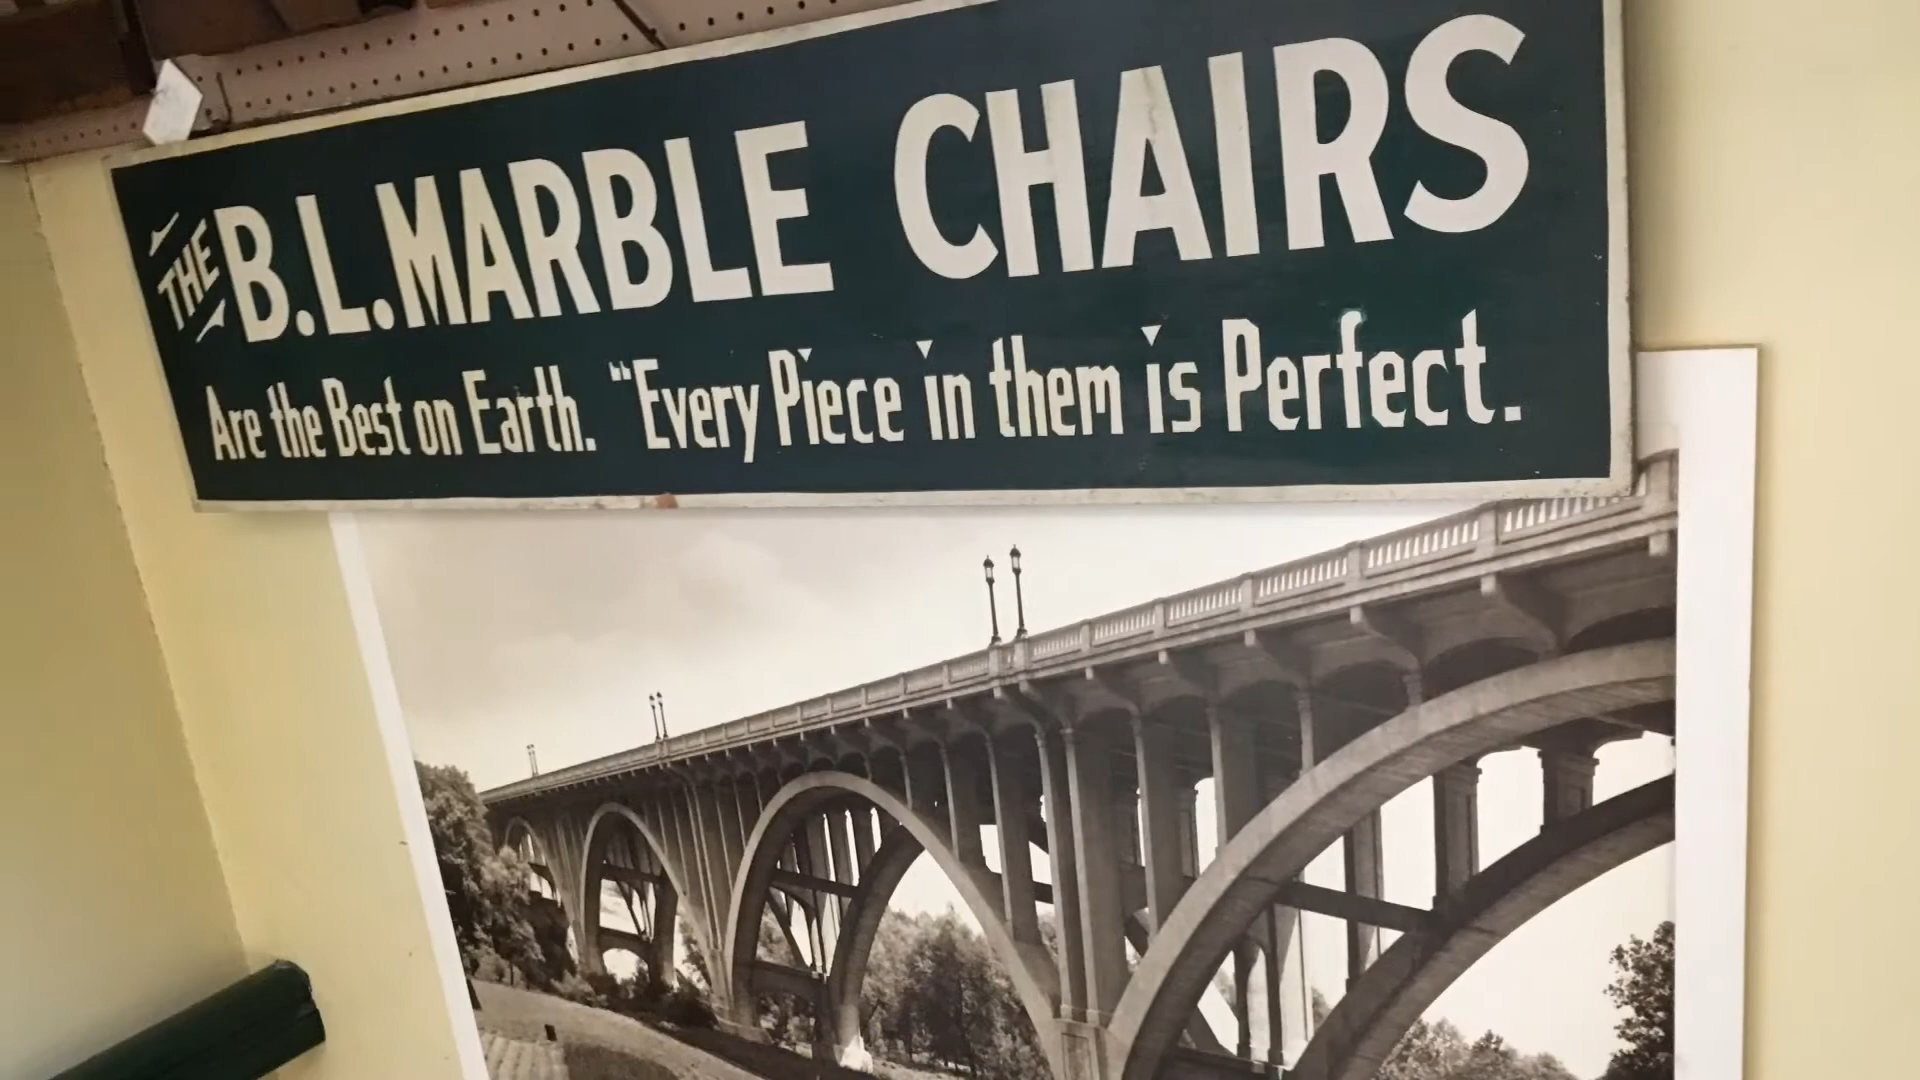 THE B.L. MARBLE CHAIRS
Are the Best on Earth. "Every Piece in them is Perfect.